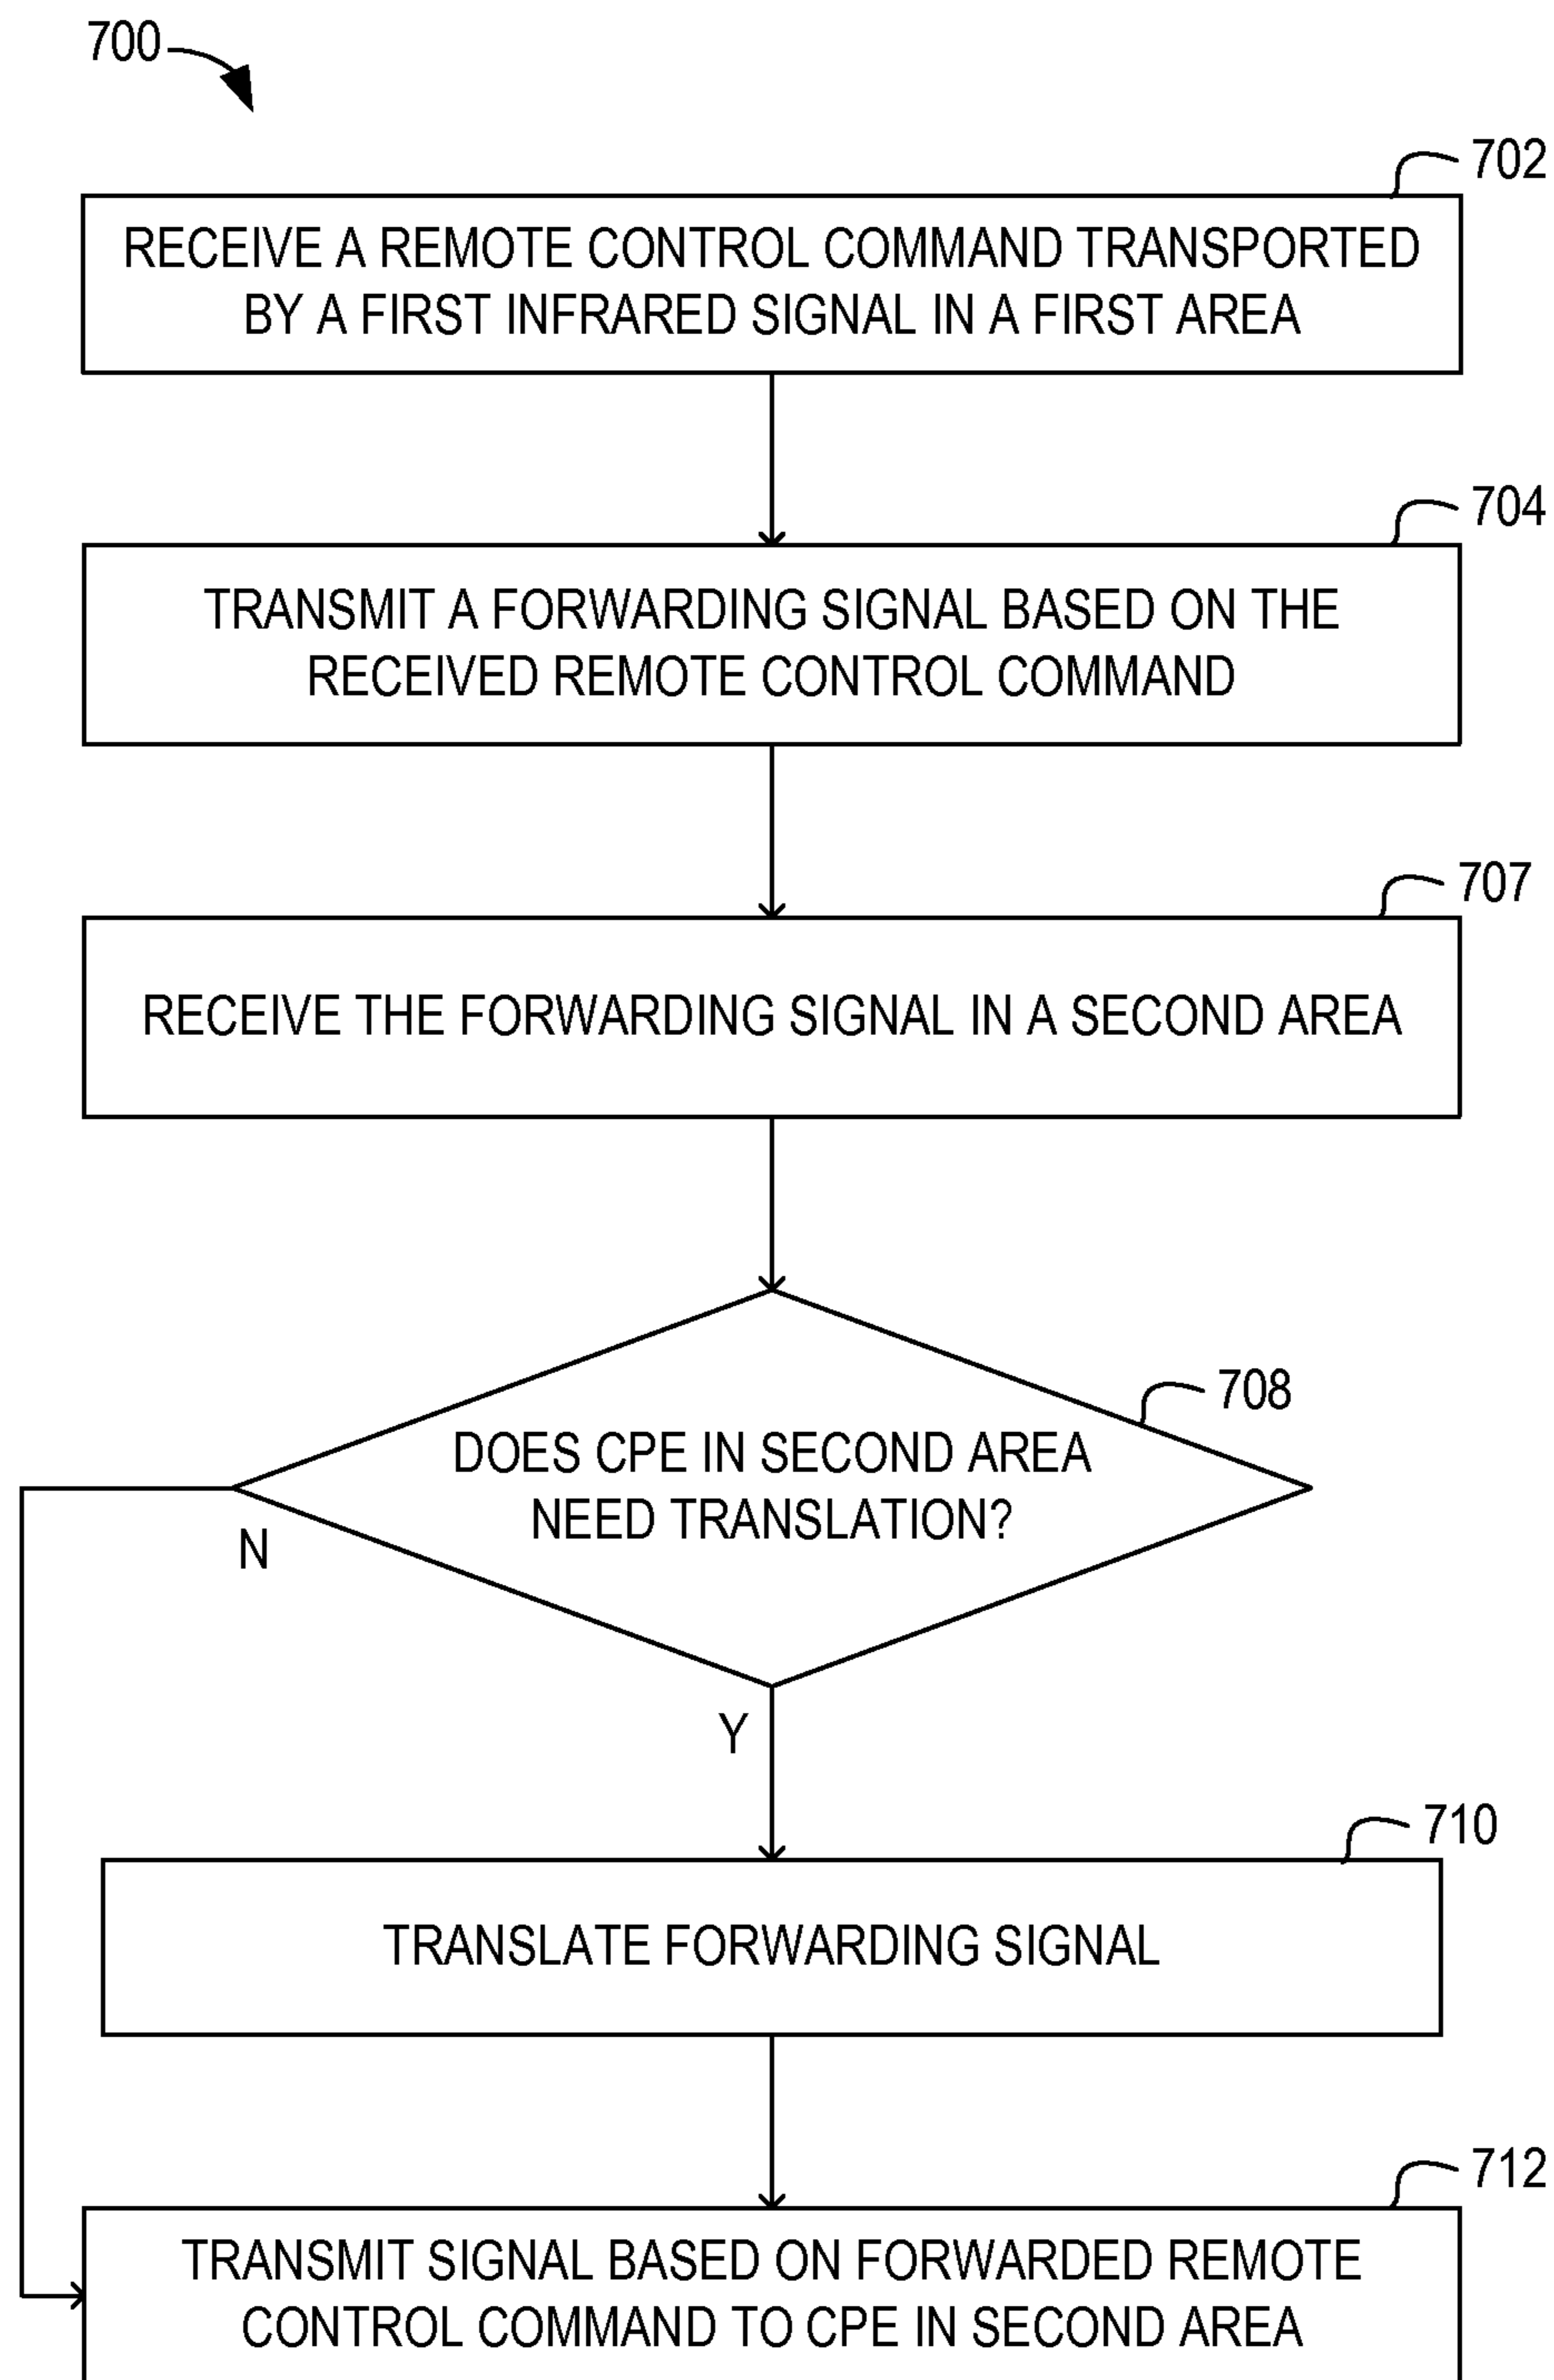 700
702
RECEIVE A REMOTE CONTROL COMMAND TRANSPORTED
BY A FIRST INFRARED SIGNAL IN A FIRST AREA
704
TRANSMIT A FORWARDING SIGNAL BASED ON THE
RECEIVED REMOTE CONTROL COMMAND
707
RECEIVE THE FORWARDING SIGNAL IN A SECOND AREA
708
DOES CPE IN SECOND AREA
NEED TRANSLATION?
N
Y
710
TRANSLATE FORWARDING SIGNAL
712
TRANSMIT SIGNAL BASED ON FORWARDED REMOTE
CONTROL COMMAND TO CPE IN SECOND AREA